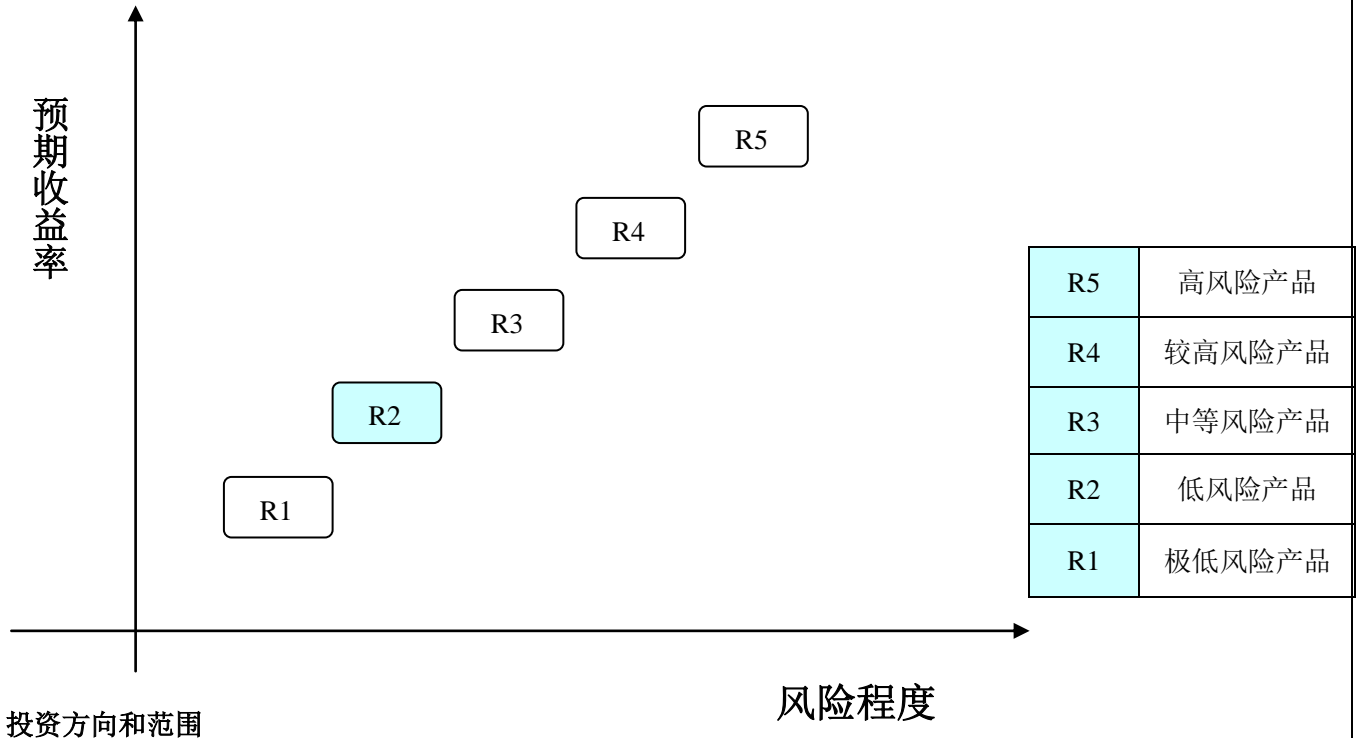 预期收益率
R5
R4
R3
R2
R1
R5 高风险产品
R4 较高风险产品
R3 中等风险产品
R2 低风险产品
R1 极低风险产品
风险程度
投资方向和范围